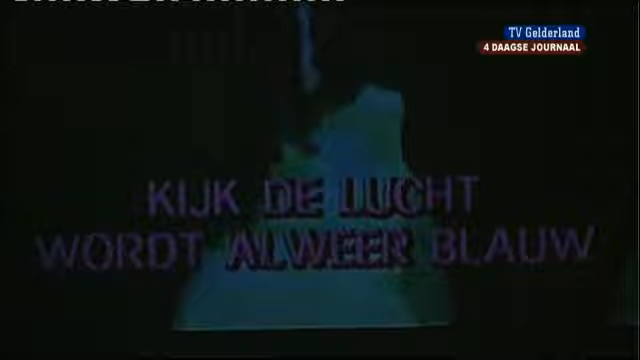 TV Gelderland
4 DAAGSE JOURNAAL
KIJK DE LUCHT
WORDT ALWEER BLAUW